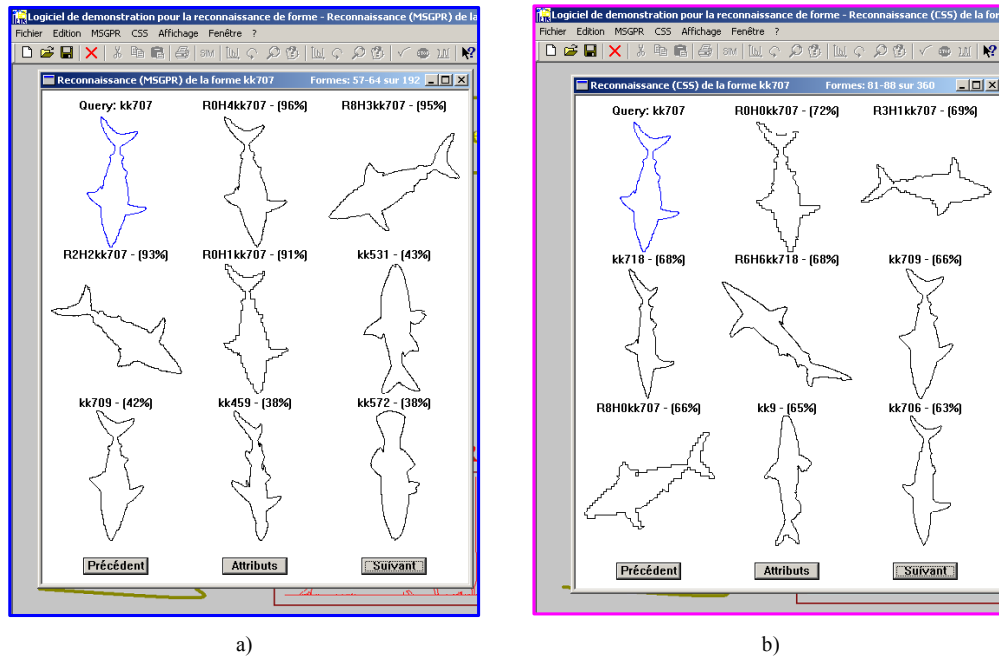 Logiciel de demonstration pour la reconnaissance de forme - Reconnaissance (MSGPR) de la
Fichier Edition MSGPR CSS Affichage Fenêtre ?
Reconnaissance (MSGPR) de la forme kk707 Formes: 57-64 sur 192
Query: kk707 R0H4kk707 - (96%) R8H3kk707 - (95%)
R2H2kk707 - (93%) R0H1kk707 - (91%) kk531 - (43%)
kk709 - (42%) kk459 - (38%) kk572 - (38%)
Précédent Attributs Suivant
a)
Logiciel de demonstration pour la reconnaissance de forme - Reconnaissance (CSS) de la
Fichier Edition MSGPR CSS Affichage Fenêtre ?
Reconnaissance (CSS) de la forme kk707 Formes: 81-88 sur 360
Query: kk707 R0H0kk707 - (72%) R3H1kk707 - (69%)
kk718 - (68%) R6H6kk718 - (68%) kk709 - (66%)
R8H0kk707 - (66%) kk9 - (65%) kk706 - (63%)
Précédent Attributs Suivant
b)